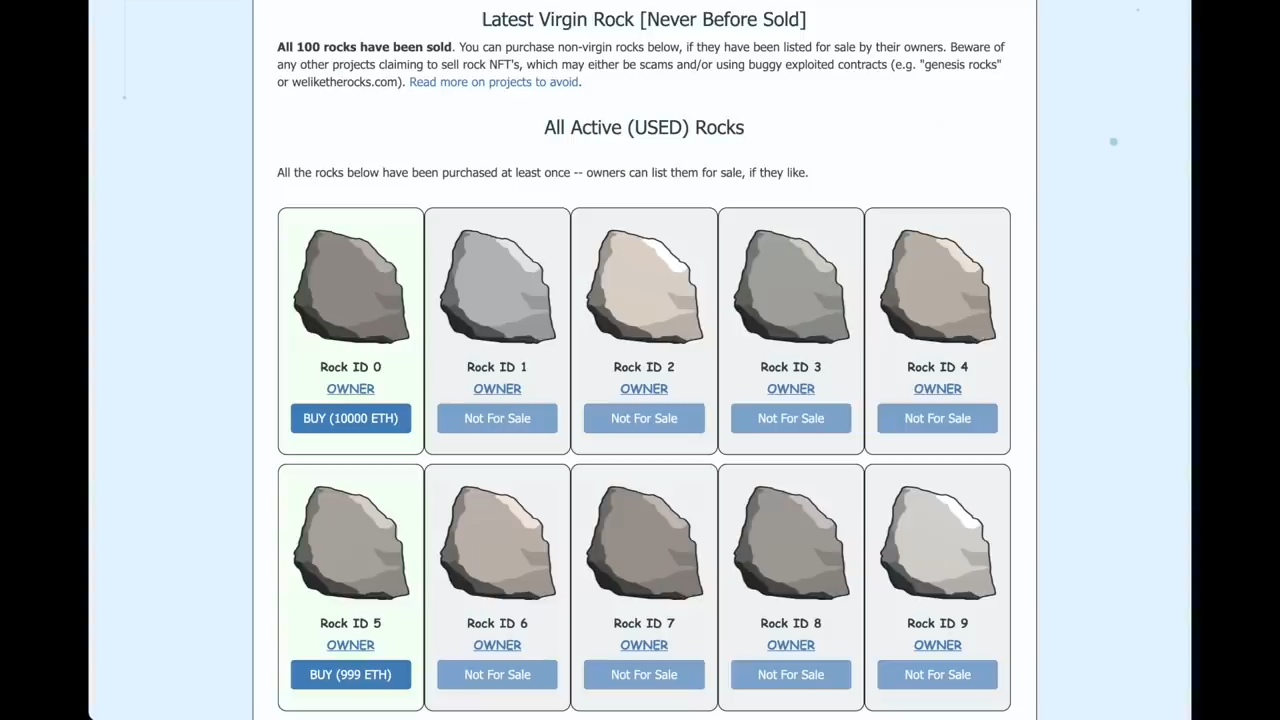 Latest Virgin Rock [Never Before Sold]
All 100 rocks have been sold. You can purchase non-virgin rocks below, if they have been listed for sale by their owners. Beware of
any other projects claiming to sell rock NFT's, which may either be scams and/or using buggy exploited contracts (e.g. "genesis rocks"
or weliketherocks.com). Read more on projects to avoid.
All Active (USED) Rocks
All the rocks below have been purchased at least once -- owners can list them for sale, if they like.
Rock ID 0 Rock ID 1 Rock ID 2 Rock ID 3 Rock ID 4
OWNER OWNER OWNER OWNER OWNER
BUY (10000 ETH) Not For Sale Not For Sale Not For Sale Not For Sale
Rock ID 5 Rock ID 6 Rock ID 7 Rock ID 8 Rock ID 9
OWNER OWNER OWNER OWNER OWNER
BUY (999 ETH) Not For Sale Not For Sale Not For Sale Not For Sale